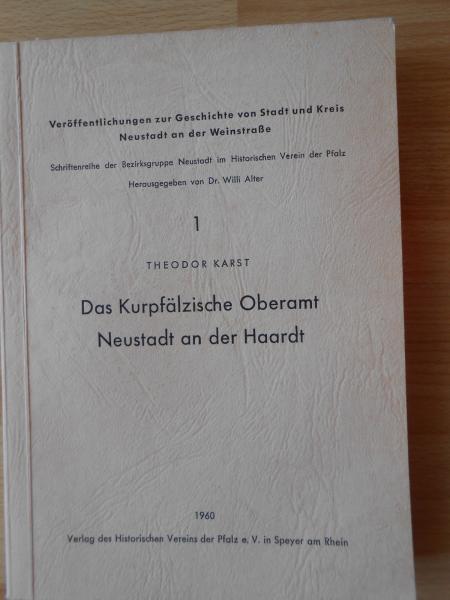 Veröffentlichungen zur Geschichte von Stadt und Kreis
Neustadt an der Weinstraße
Schriftenreihe der Bezirksgruppe Neustadt im Historischen Verein der Pfalz
Herausgegeben von Dr. Willi Alter
1
THEODOR KARST
Das Kurpfälzische Oberamt
Neustadt an der Haardt
1960
Verlag des Historischen Vereins der Pfalz e. V. in Speyer am Rhein